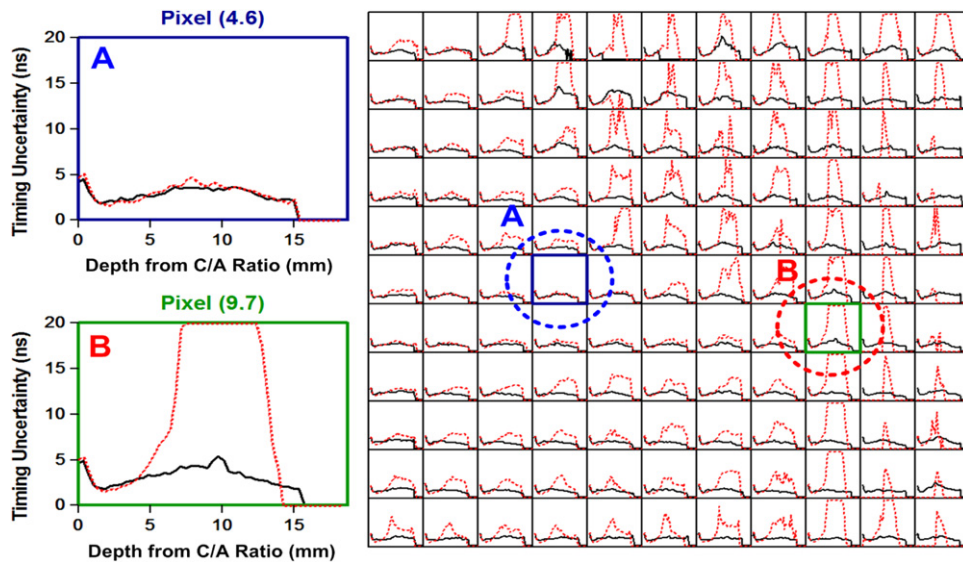 Pixel (4.6)
A
Timing Uncertainty (ns)
20
15
10
5
0
0 5 10 15
Depth from C/A Ratio (mm)
Pixel (9.7)
B
Timing Uncertainty (ns)
20
15
10
5
0
0 5 10 15
Depth from C/A Ratio (mm)
A
B